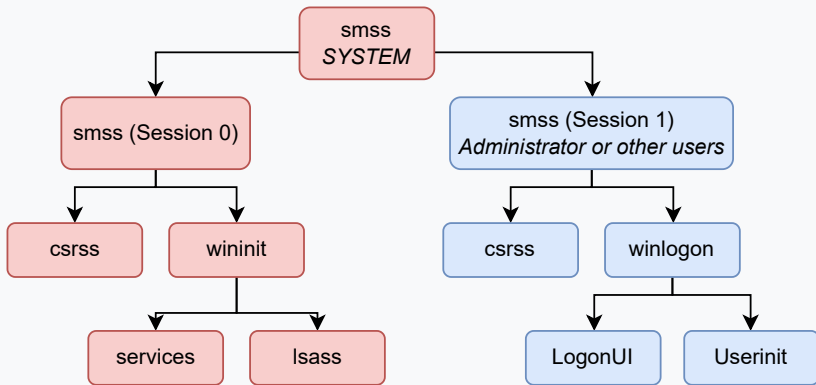 smss
SYSTEM
smss (Session 0)
smss (Session 1)
Administrator or other users
csrss
wininit
csrss
winlogon
services
lsass
LogonUI
Userinit